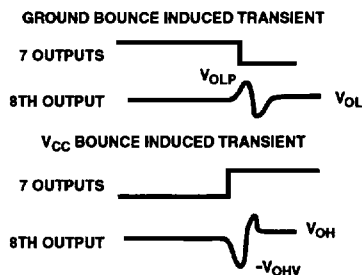 GROUND BOUNCE INDUCED TRANSIENT
7 OUTPUTS
VOLP
8TH OUTPUT
VOL
VCC BOUNCE INDUCED TRANSIENT
7 OUTPUTS
8TH OUTPUT
VOH
-VOHV